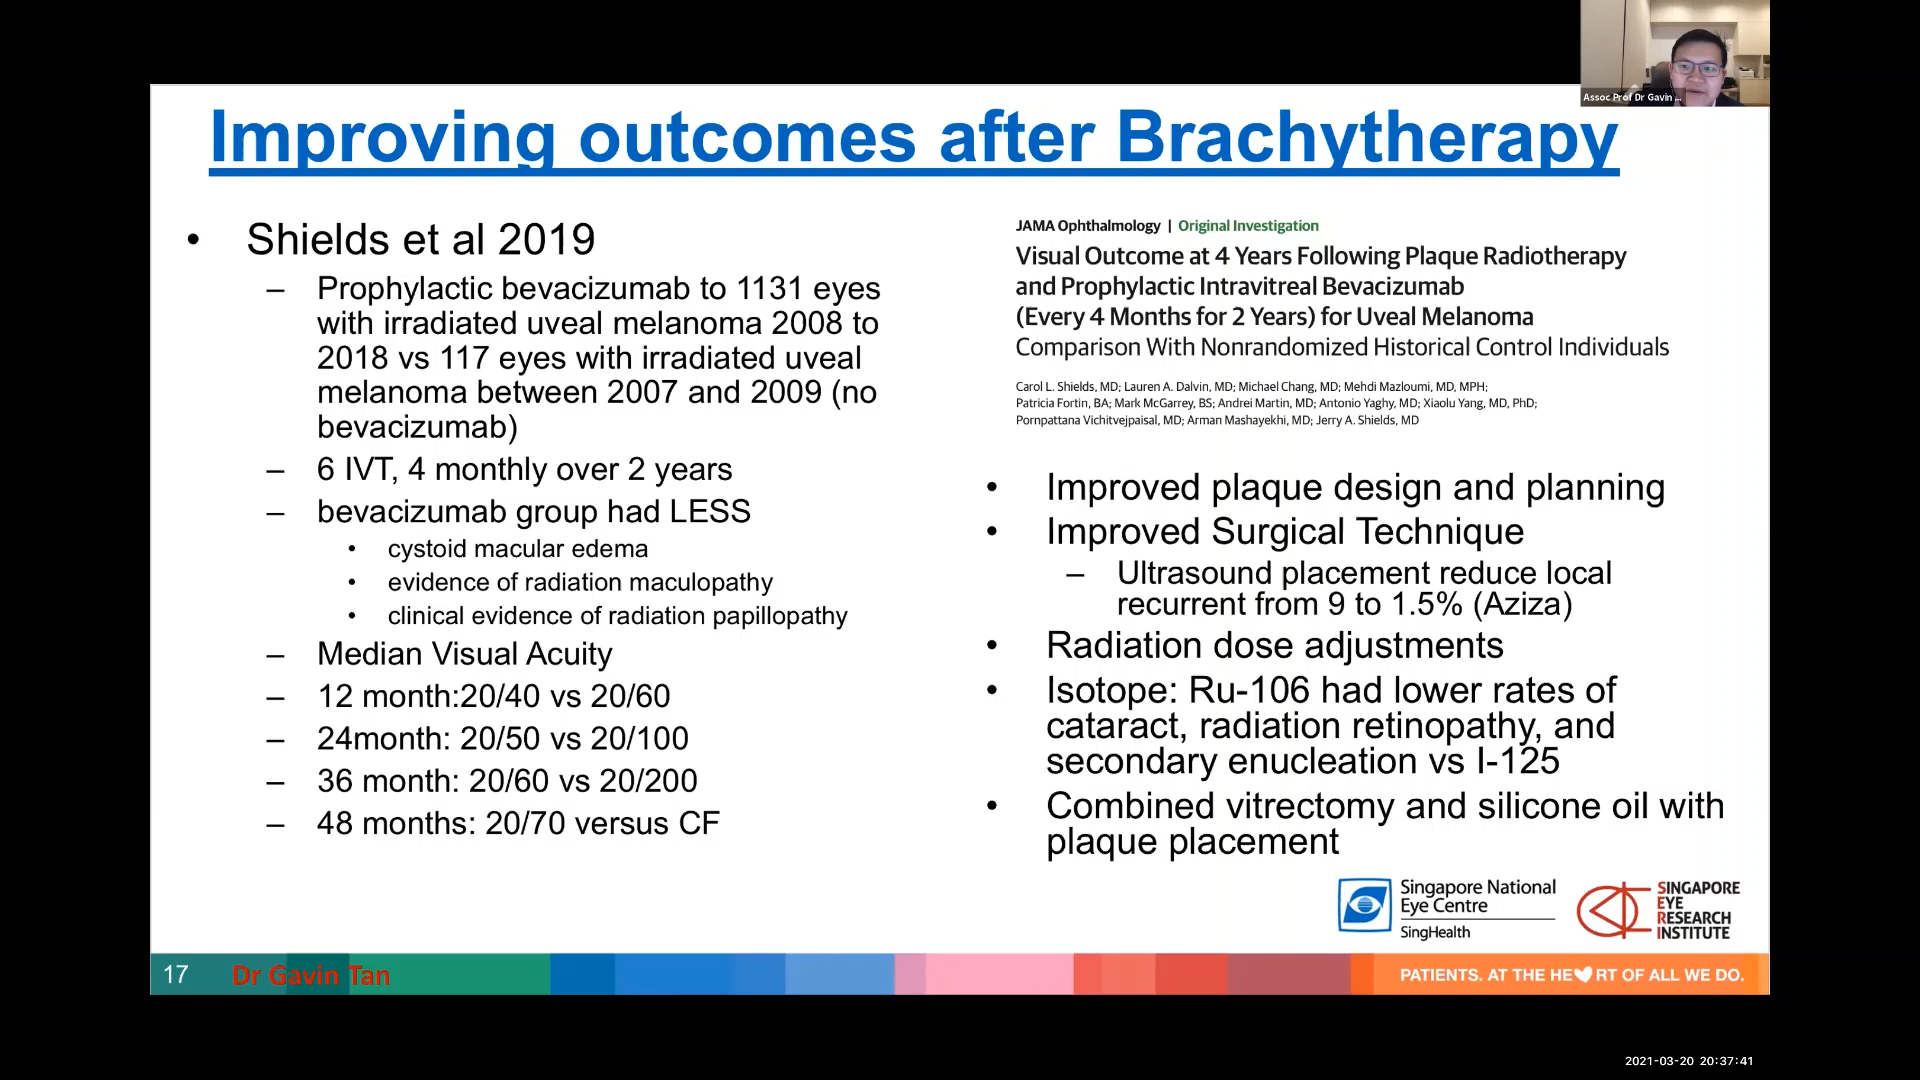 Assoc Prof Dr Gavin ...
Improving outcomes after Brachytherapy
• Shields et al 2019
– Prophylactic bevacizumab to 1131 eyes
with irradiated uveal melanoma 2008 to
2018 vs 117 eyes with irradiated uveal
melanoma between 2007 and 2009 (no
bevacizumab)
– 6 IVT, 4 monthly over 2 years
– bevacizumab group had LESS
• cystoid macular edema
• evidence of radiation maculopathy
• clinical evidence of radiation papillopathy
– Median Visual Acuity
– 12 month:20/40 vs 20/60
– 24month: 20/50 vs 20/100
– 36 month: 20/60 vs 20/200
– 48 months: 20/70 versus CF
JAMA Ophthalmology | Original Investigation
Visual Outcome at 4 Years Following Plaque Radiotherapy
and Prophylactic Intravitreal Bevacizumab
(Every 4 Months for 2 Years) for Uveal Melanoma
Comparison With Nonrandomized Historical Control Individuals
Carol L. Shields, MD; Lauren A. Dalvin, MD; Michael Chang, MD; Mehdi Mazloumi, MD, MPH;
Patricia Fortin, BA; Mark McGarrey, BS; Andrei Martin, MD; Antonio Yaghy, MD; Xiaolu Yang, MD, PhD;
Pornpattana Vichitvejpaisal, MD; Arman Mashayekhi, MD; Jerry A. Shields, MD
• Improved plaque design and planning
• Improved Surgical Technique
– Ultrasound placement reduce local
recurrent from 9 to 1.5% (Aziza)
• Radiation dose adjustments
• Isotope: Ru-106 had lower rates of
cataract, radiation retinopathy, and
secondary enucleation vs I-125
• Combined vitrectomy and silicone oil with
plaque placement
Singapore National
Eye Centre
SingHealth
SINGAPORE
EYE
RESEARCH
INSTITUTE
17 Dr Gavin Tan
PATIENTS. AT THE HE♥RT OF ALL WE DO.
2021-03-20 20:37:41